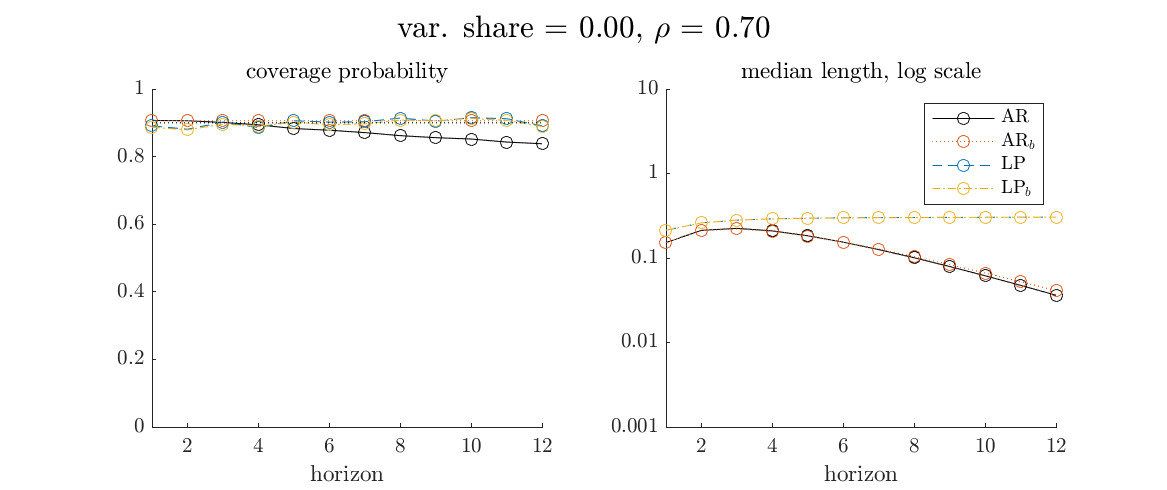 var. share = 0.00, ρ = 0.70
coverage probability
1
0.8
0.6
0.4
0.2
0
2 4 6 8 10 12
horizon
median length, log scale
10
1
0.1
0.01
0.001
2 4 6 8 10 12
horizon
AR
AR_b
LP
LP_b